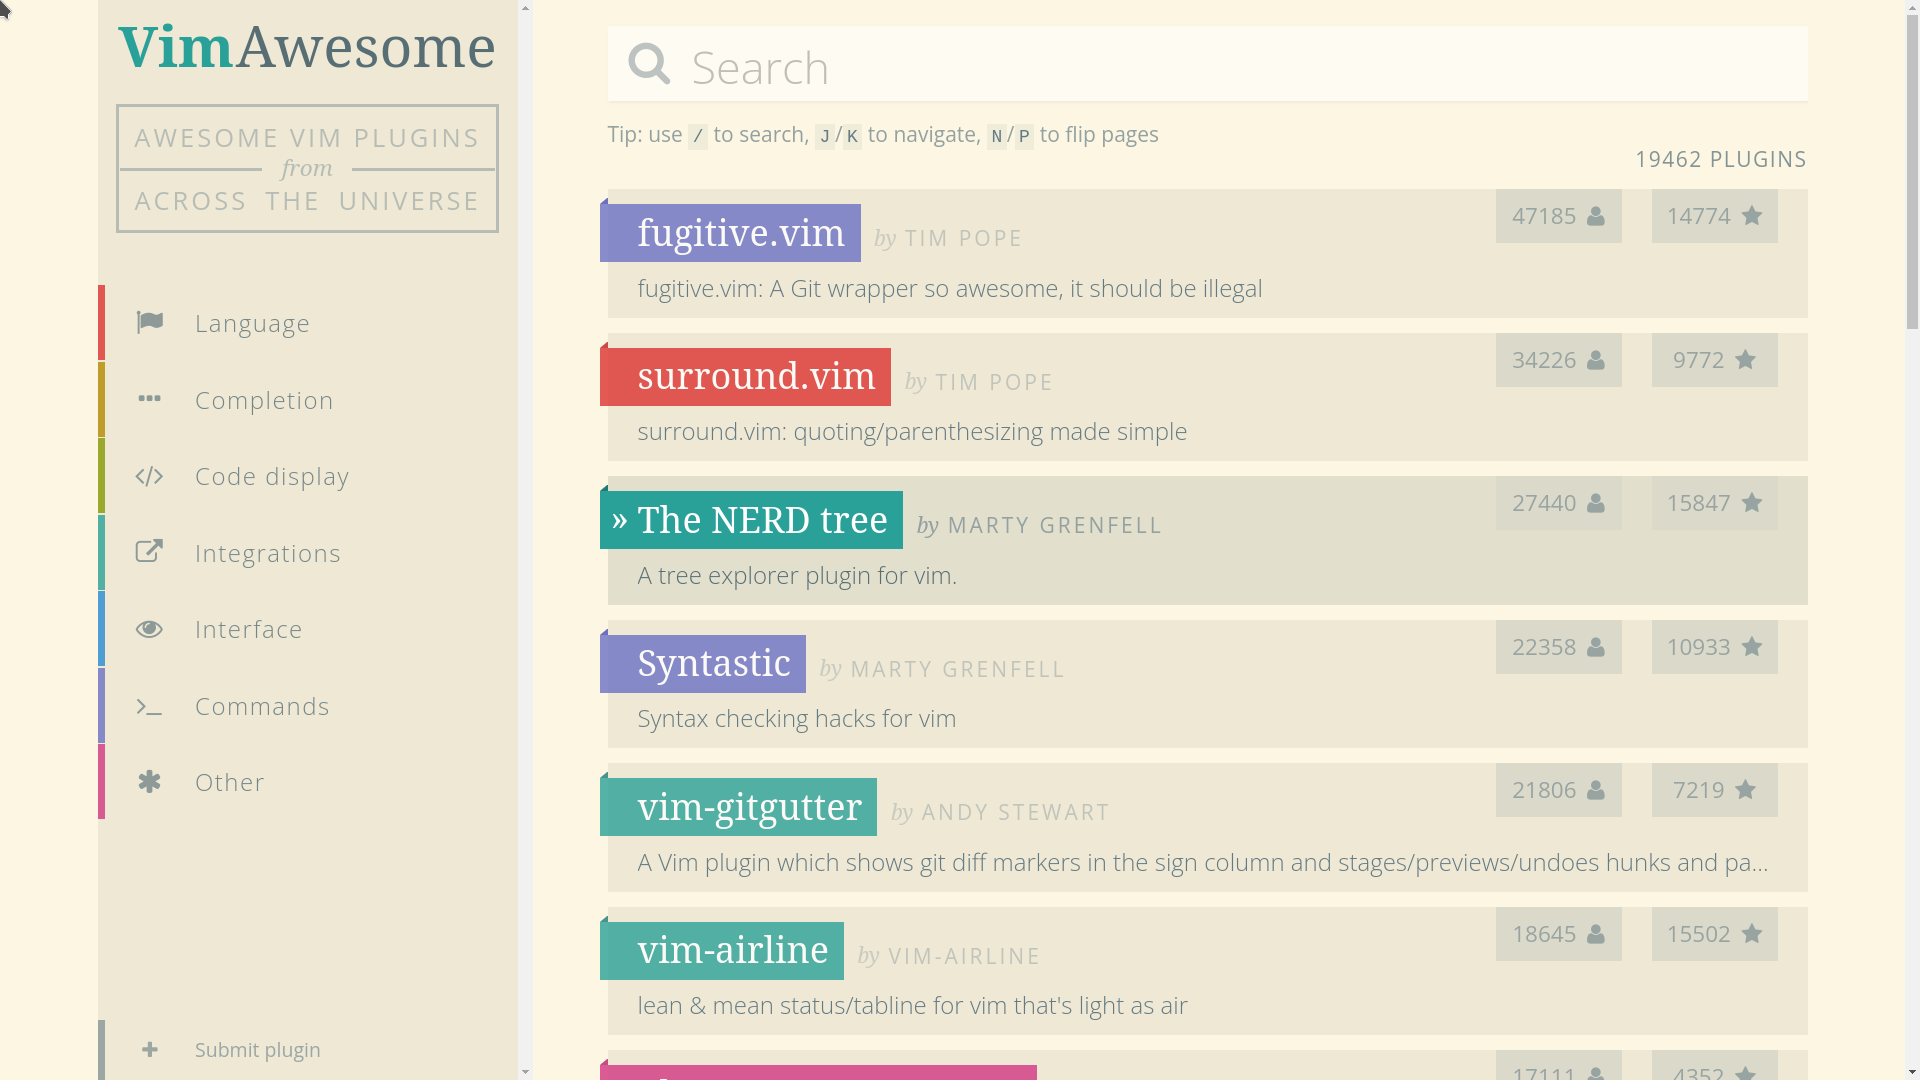 VimAwesome
AWESOME VIM PLUGINS
from
ACROSS THE UNIVERSE
Language
Completion
Code display
Integrations
Interface
Commands
Other
Submit plugin
Search
Tip: use / to search, J/K to navigate, N/P to flip pages
19462 PLUGINS
fugitive.vim by TIM POPE 47185 14774
fugitive.vim: A Git wrapper so awesome, it should be illegal
surround.vim by TIM POPE 34226 9772
surround.vim: quoting/parenthesizing made simple
» The NERD tree by MARTY GRENFELL 27440 15847
A tree explorer plugin for vim.
Syntastic by MARTY GRENFELL 22358 10933
Syntax checking hacks for vim
vim-gitgutter by ANDY STEWART 21806 7219
A Vim plugin which shows git diff markers in the sign column and stages/previews/undoes hunks and pa...
vim-airline by VIM-AIRLINE 18645 15502
lean & mean status/tabline for vim that's light as air
17111 4352